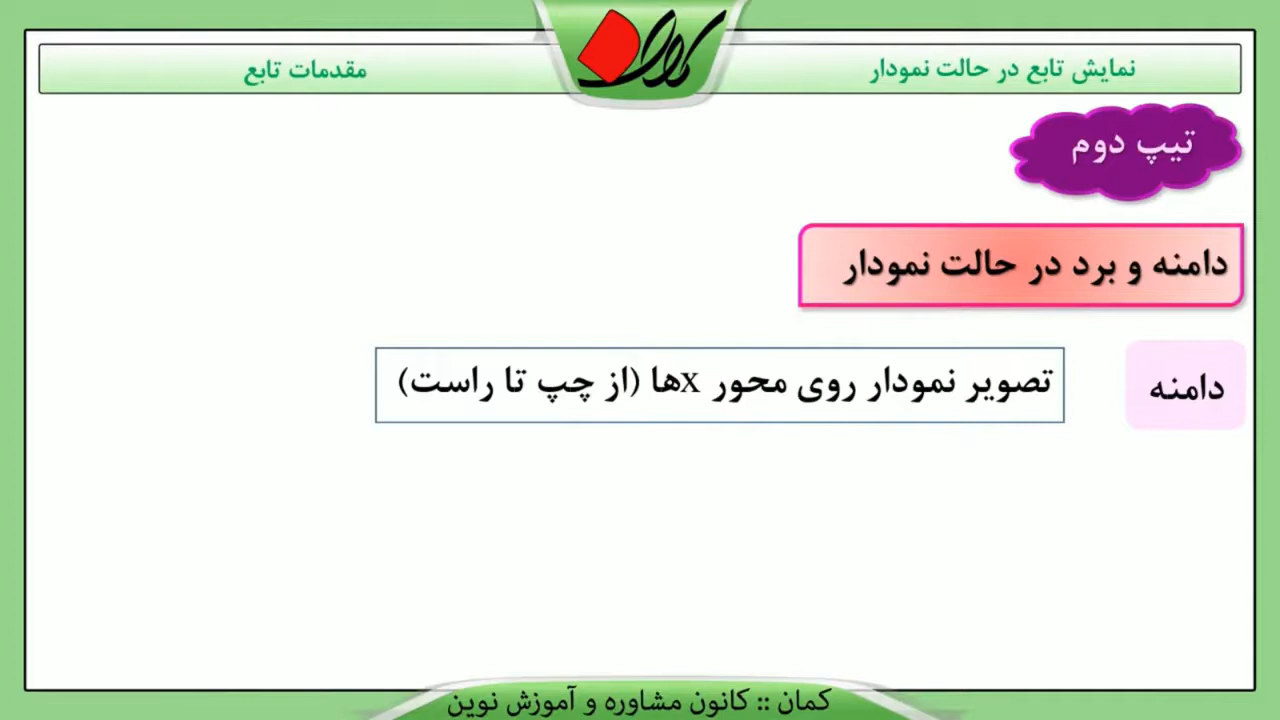 نمایش تابع در حالت نمودار
کمان
مقدمات تابع
تیپ دوم
دامنه و برد در حالت نمودار
دامنه
تصویر نمودار روی محور xها (از چپ تا راست)
کمان :: کانون مشاوره و آموزش نوین